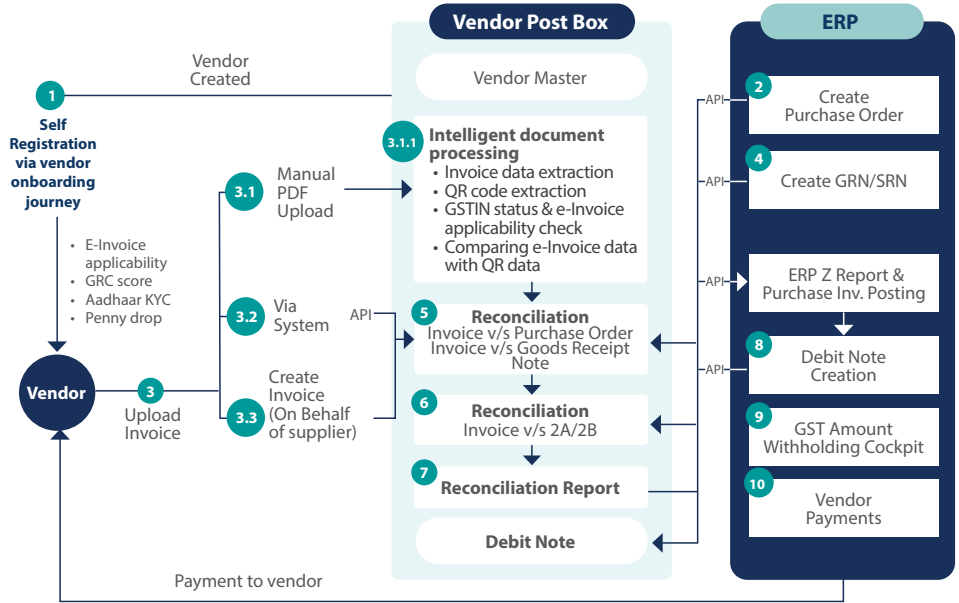 Vendor Post Box
ERP
Vendor
Created
Vendor Master
1
Self
Registration
via vendor
onboarding
journey
• E-Invoice
applicability
• GRC score
• Aadhaar KYC
• Penny drop
Vendor
3
Upload
Invoice
3.1
Manual
PDF
Upload
3.2
Via
System
API
3.3
Create
Invoice
(On Behalf
of supplier)
3.1.1
Intelligent document
processing
• Invoice data extraction
• QR code extraction
• GSTIN status & e-Invoice
applicability check
• Comparing e-Invoice data
with QR data
5
Reconciliation
Invoice v/s Purchase Order
Invoice v/s Goods Receipt
Note
6
Reconciliation
Invoice v/s 2A/2B
7
Reconciliation Report
Debit Note
API
2
Create
Purchase Order
API
4
Create GRN/SRN
API
ERP Z Report &
Purchase Inv. Posting
API
8
Debit Note
Creation
9
GST Amount
Withholding Cockpit
10
Vendor
Payments
Payment to vendor